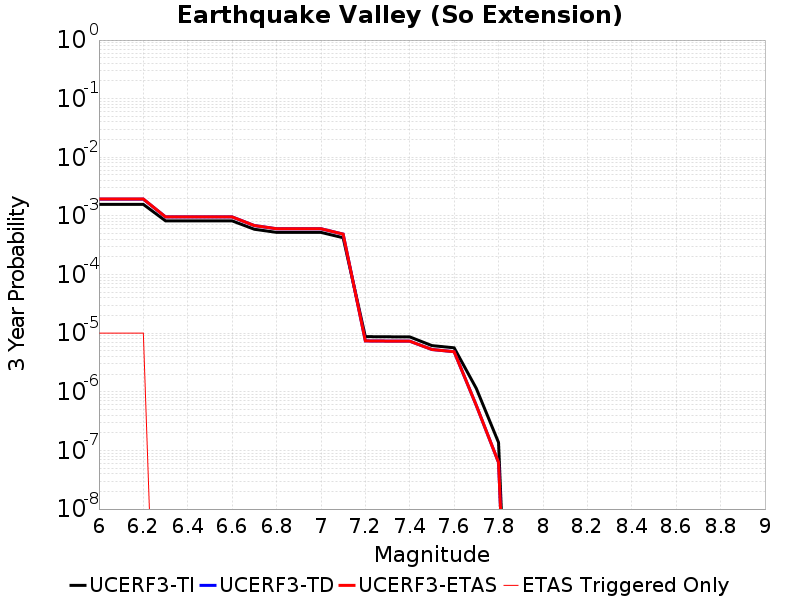 Earthquake Valley (So Extension)
10^0
10^-1
10^-2
10^-3
10^-4
10^-5
10^-6
10^-7
10^-8
3 Year Probability
6 6.2 6.4 6.6 6.8 7 7.2 7.4 7.6 7.8 8 8.2 8.4 8.6 8.8 9
Magnitude
UCERF3-TI UCERF3-TD UCERF3-ETAS ETAS Triggered Only